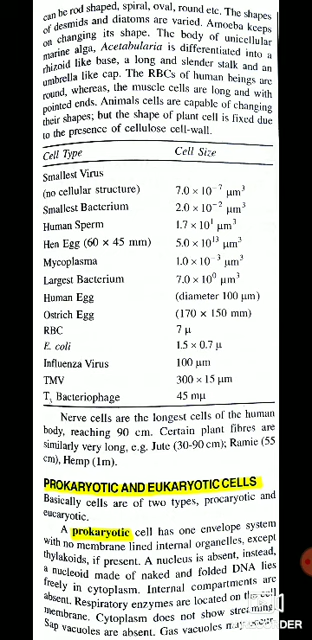 can be rod shaped, spiral, oval, round etc. The shapes
of desmids and diatoms are varied. Amoeba keeps
on changing its shape. The body of unicellular
marine alga, Acetabularia is differentiated into a
rhizoid like base, a long and slender stalk and an
umbrella like cap. The RBCs of human beings are
round, whereas, the muscle cells are long and with
pointed ends. Animals cells are capable of changing
their shapes; but the shape of plant cell is fixed due
to the presence of cellulose cell-wall.
Cell Type Cell Size
Smallest Virus
(no cellular structure) 7.0 × 10⁻⁷ μm³
Smallest Bacterium 2.0 × 10⁻² μm³
Human Sperm 1.7 × 10¹ μm³
Hen Egg (60 × 45 mm) 5.0 × 10¹³ μm³
Mycoplasma 1.0 × 10⁻³ μm³
Largest Bacterium 7.0 × 10⁰ μm³
Human Egg (diameter 100 μm)
Ostrich Egg (170 × 150 mm)
RBC 7 μ
E. coli 1.5 × 0.7 μ
Influenza Virus 100 μm
TMV 300 × 15 μm
Bacteriophage 45 mμ
Nerve cells are the longest cells of the human
body, reaching 90 cm. Certain plant fibres are
similarly very long, e.g. Jute (30-90 cm); Ramie (55
cm), Hemp (1m).
PROKARYOTIC AND EUKARYOTIC CELLS
Basically cells are of two types, procaryotic and
eucaryotic.
A prokaryotic cell has one envelope system
with no membrane lined internal organelles, except
thylakoids, if present. A nucleus is absent, instead,
a nucleoid made of naked and folded DNA lies
freely in cytoplasm. Internal compartments are
absent. Respiratory enzymes are located on the cell
membrane. Cytoplasm does not show streaming.
Sap vacuoles are absent. Gas vacuoles may occur.
DER